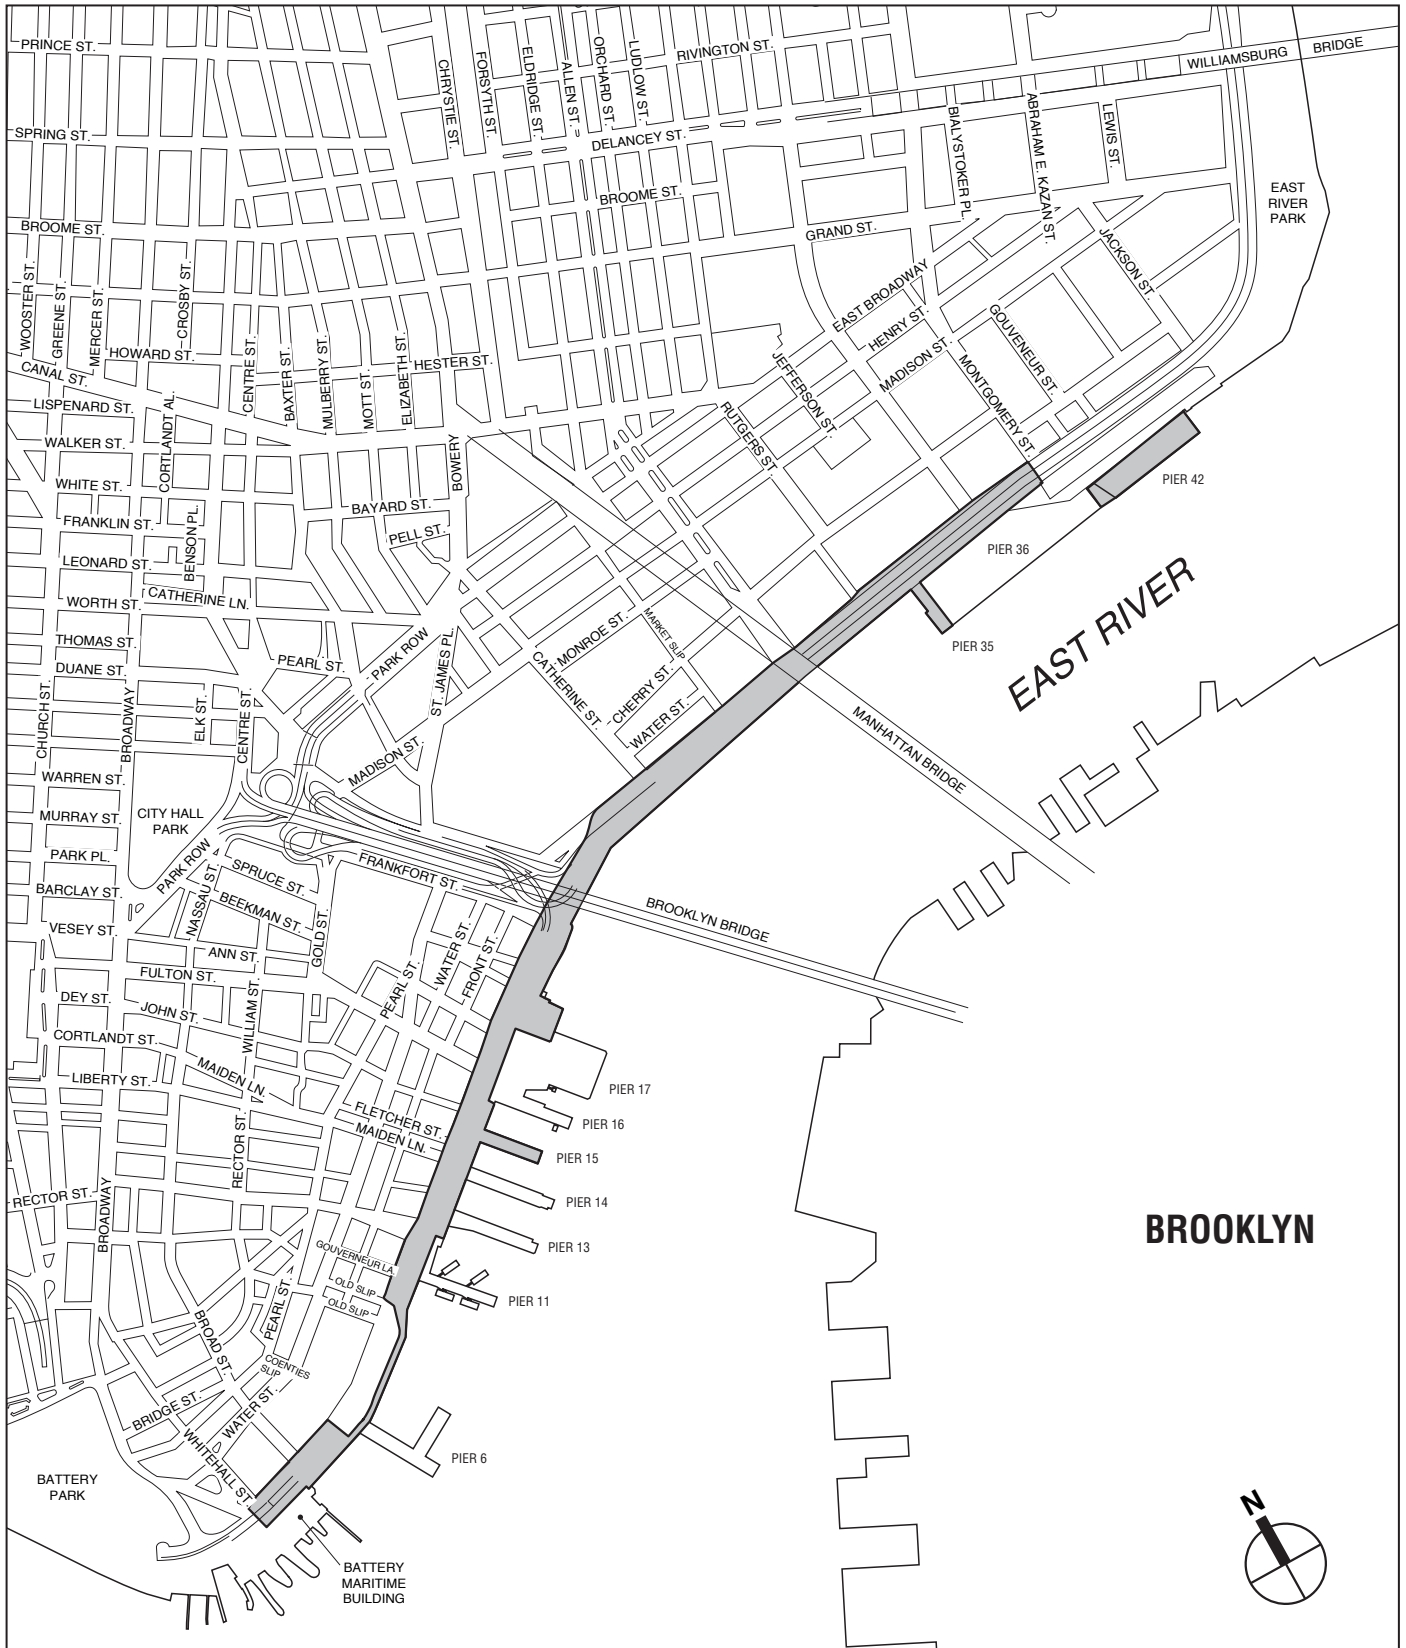 PRINCE ST.
CHRYSTIE ST.
FORSYTH ST.
ELDRIDGE ST.
ALLEN ST.
ORCHARD ST.
LUDLOW ST.
RIVINGTON ST.
WILLIAMSBURG BRIDGE
SPRING ST.
DELANCEY ST.
BIALYSTOKER PL.
ABRAHAM E. KAZAN ST.
LEWIS ST.
BROOME ST.
EAST
RIVER
PARK
BROOME ST.
GRAND ST.
JACKSON ST.
WOOSTER ST.
GREENE ST.
MERCER ST.
CROSBY ST.
EAST BROADWAY
HENRY ST.
GOUVENEUR ST.
HOWARD ST.
CENTRE ST.
BAXTER ST.
MULBERRY ST.
MOTT ST.
ELIZABETH ST.
HESTER ST.
JEFFERSON ST.
MADISON ST.
MONTGOMERY ST.
CANAL ST.
LISPENARD ST.
CORTLANDT AL.
RUTGERS ST.
WALKER ST.
BOWERY
WHITE ST.
PIER 42
BAYARD ST.
FRANKLIN ST.
BENSON PL.
PELL ST.
PIER 36
LEONARD ST.
CATHERINE LN.
WORTH ST.
EAST RIVER
THOMAS ST.
PARK ROW
MONROE ST.
MARKET SLIP
PIER 35
DUANE ST.
PEARL ST.
ST. JAMES PL.
CATHERINE ST.
CHERRY ST.
CHURCH ST.
BROADWAY
ELK ST.
CENTRE ST.
WATER ST.
MANHATTAN BRIDGE
WARREN ST.
MADISON ST.
MURRAY ST.
CITY HALL
PARK
PARK PL.
PARK ROW
SPRUCE ST.
FRANKFORT ST.
BARCLAY ST.
NASSAU ST.
BEEKMAN ST.
BROOKLYN BRIDGE
VESEY ST.
GOLD ST.
ANN ST.
WATER ST.
FRONT ST.
FULTON ST.
PEARL ST.
DEY ST.
JOHN ST.
WILLIAM ST.
CORTLANDT ST.
LIBERTY ST.
MAIDEN LN.
PIER 17
FLETCHER ST.
PIER 16
MAIDEN LN.
RECTOR ST.
PIER 15
RECTOR ST.
PIER 14
BROADWAY
BROOKLYN
GOUVERNEUR LA.
PIER 13
OLD SLIP
OLD SLIP
PIER 11
PEARL ST.
BROAD ST.
COENTIES
SLIP
BRIDGE ST.
WATER ST.
WHITEHALL ST.
PIER 6
BATTERY
PARK
N
BATTERY
MARITIME
BUILDING